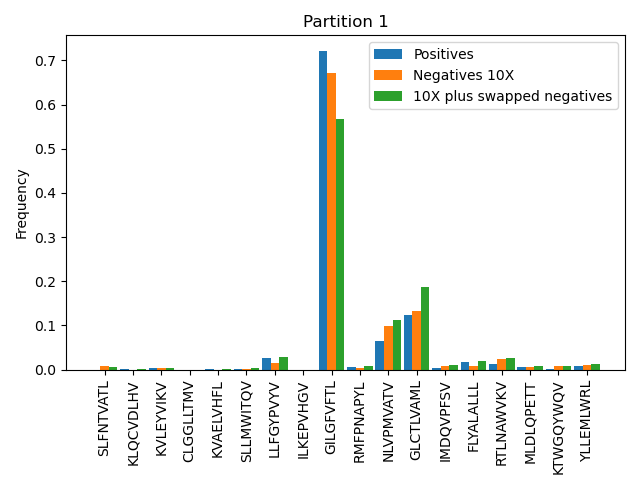 Partition 1
Positives
Negatives 10X
10X plus swapped negatives
Frequency
0.7
0.6
0.5
0.4
0.3
0.2
0.1
0.0
SLFNTVATL
KLQCVDLHV
KVLEYVIKV
CLGGLLTMV
KVAELVHFL
SLLMWITQV
LLFGYPVYV
ILKEPVHGV
GILGFVFTL
RMFPNAPYL
NLVPMVATV
GLCTLVAML
IMDQVPFSV
FLYALALLL
RTLNAWVKV
MLDLQPETT
KTWGQYWQV
YLLEMLWRL